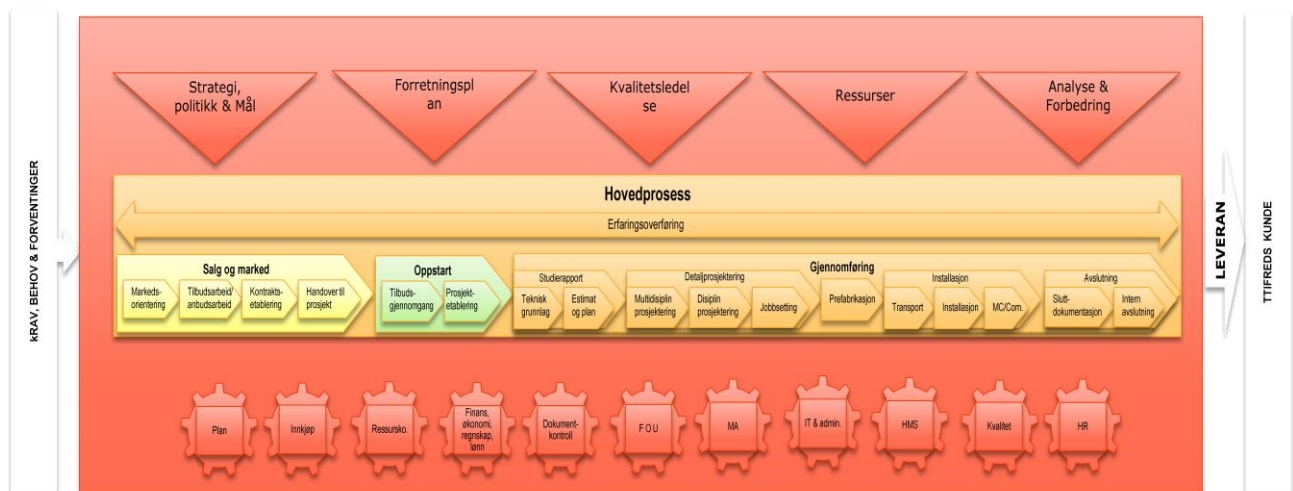 KRAV, BEHOV & FORVENTINGER
Strategi,
politikk & Mål
Forretningspl
an
Kvalitetsledel
se
Ressurser
Analyse &
Forbedring
Hovedprosess
Erfaringsoverføring
Salg og marked
Markeds-
orientering
Tilbudsarbeid/
anbudsarbeid
Kontrakts-
etablering
Handover til
prosjekt
Oppstart
Tilbuds-
gjennomgang
Prosjekt-
etablering
Gjennomføring
Studierapport
Teknisk
grunnlag
Estimat
og plan
Detaljprosjektering
Multidisiplin
prosjektering
Disiplin
prosjektering
Jobbsetting
Prefabrikasjon
Installasjon
Transport
Installasjon
MC/Com.
Avslutning
Slutt-
dokumentasjon
Intern
avslutning
Plan
Innkjøp
Ressursko.
Finans,
økonomi,
regnskap,
lønn
Dokument-
kontroll
F O U
MA
IT & admin.
HMS
Kvalitet
HR
LEVERAN
TTIFREDS KUNDE